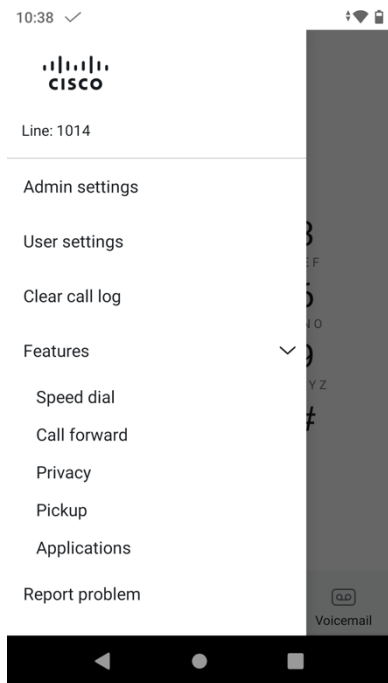 10:38
CISCO
Line: 1014
Admin settings
User settings
Clear call log
Features
Speed dial
Call forward
Privacy
Pickup
Applications
Report problem
9
#
Voicemail